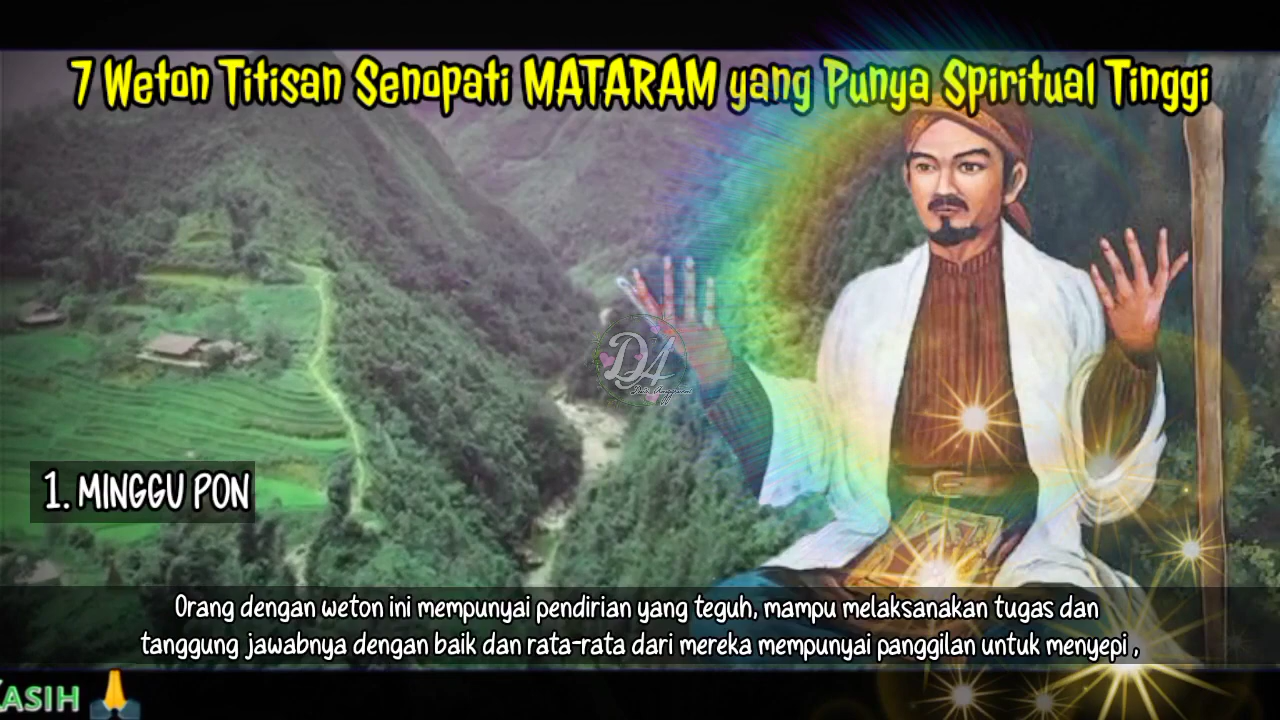 7 Weton Titisan Senopati MATARAM yang Punya Spiritual Tinggi
DA
1. MINGGU PON
Orang dengan weton ini mempunyai pendirian yang teguh, mampu melaksanakan tugas dan
tanggung jawabnya dengan baik dan rata-rata dari mereka mempunyai panggilan untuk menyepi ,
KASIH 🙏